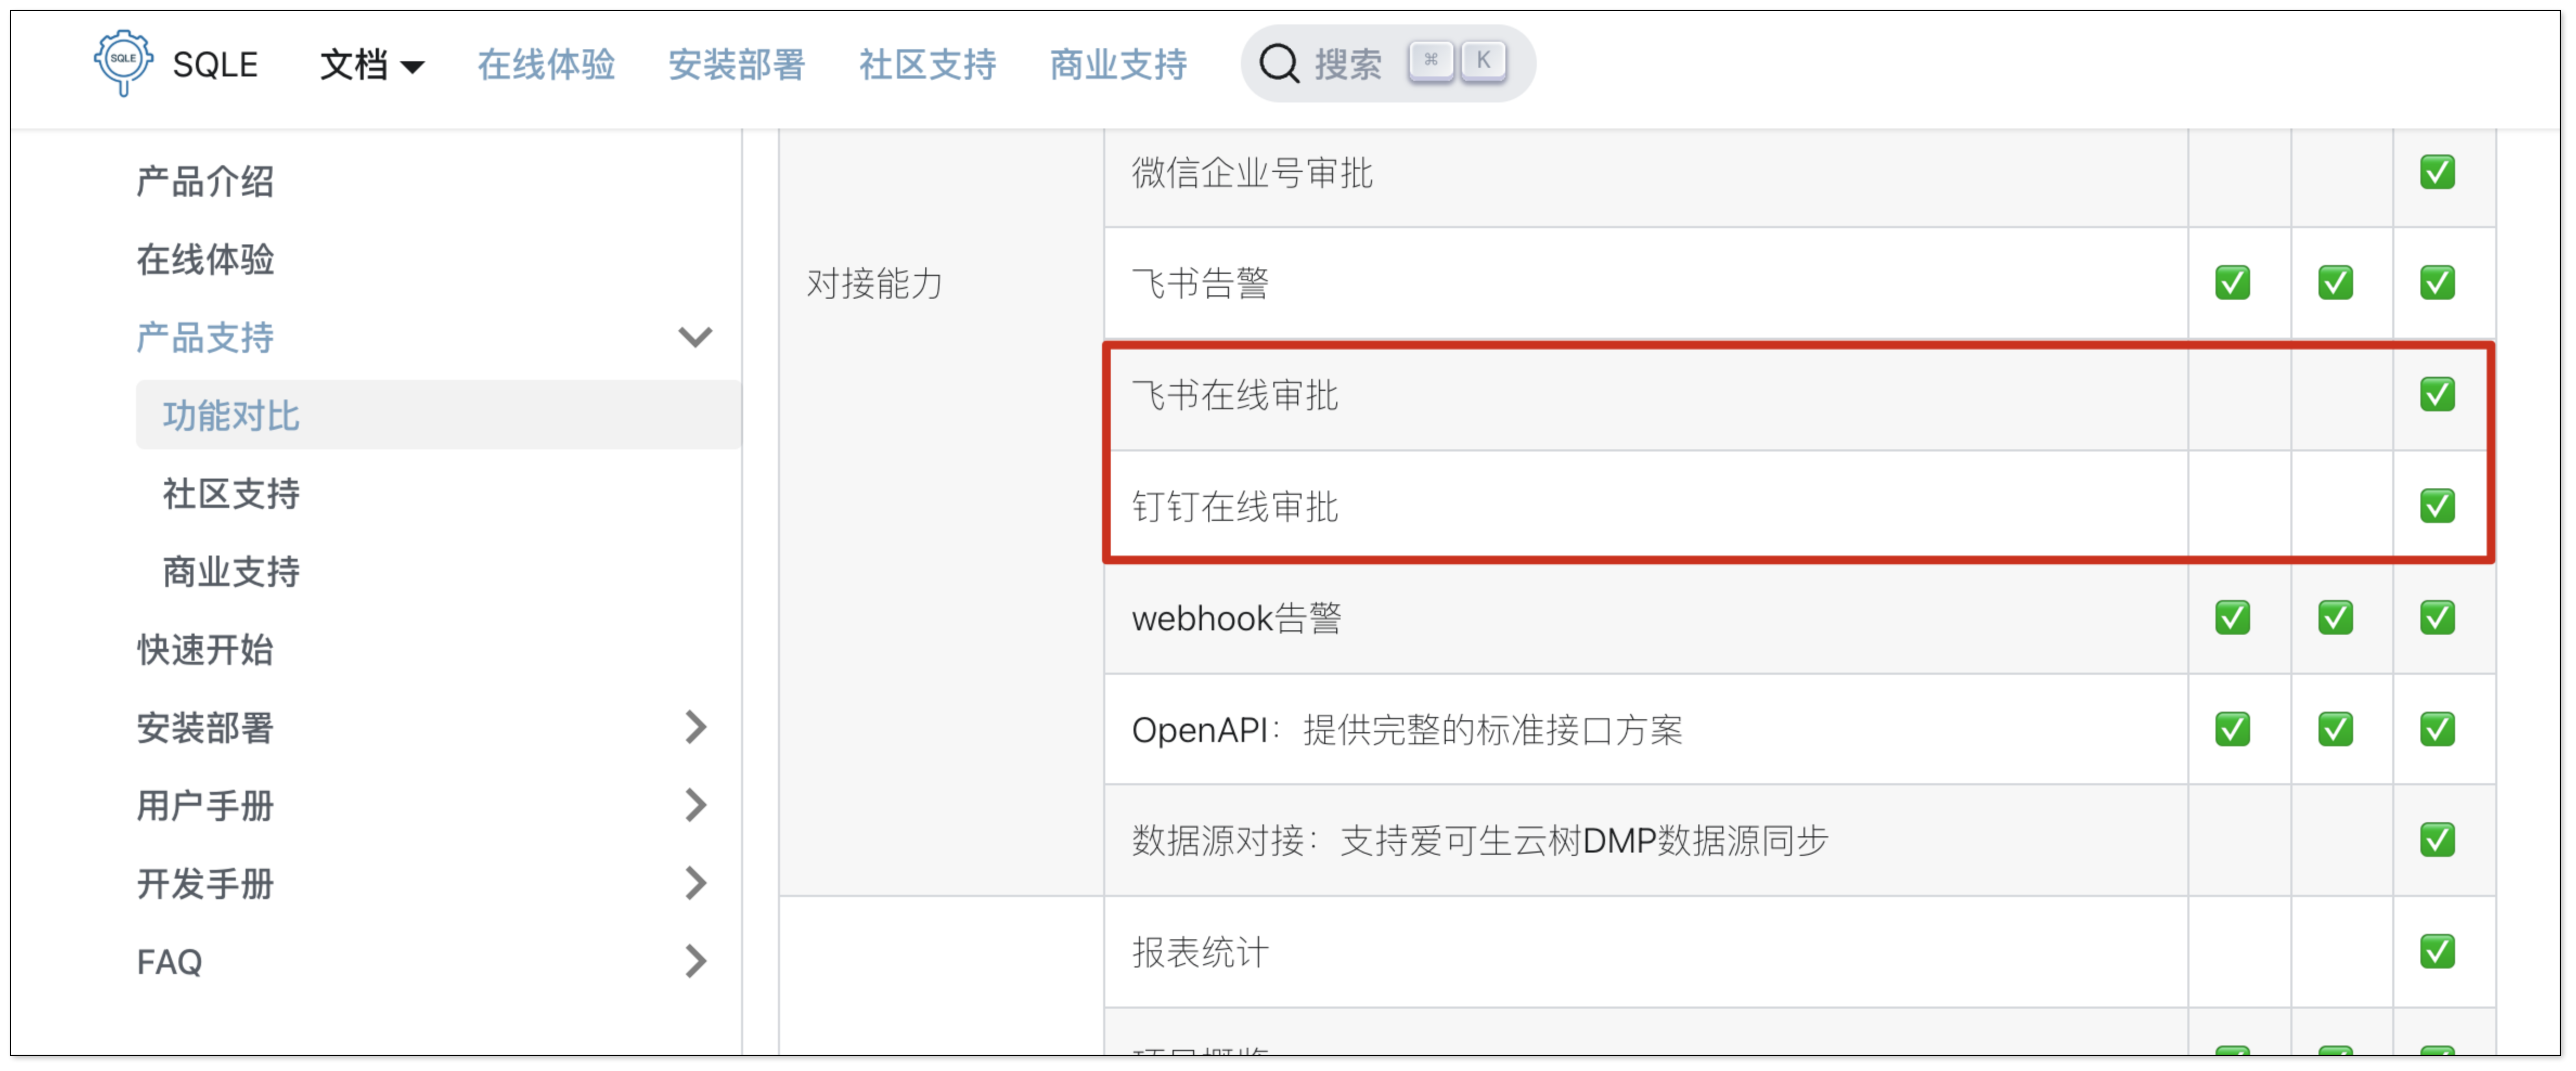 SQLE
SQLE
文档
在线体验
安装部署
社区支持
商业支持
搜索
⌘
K
产品介绍
在线体验
产品支持
功能对比
社区支持
商业支持
快速开始
安装部署
用户手册
开发手册
FAQ
对接能力
微信企业号审批
✅
飞书告警
✅ ✅ ✅
飞书在线审批
✅
钉钉在线审批
✅
webhook告警
✅ ✅ ✅
OpenAPI：提供完整的标准接口方案
✅ ✅ ✅
数据源对接：支持爱可生云树DMP数据源同步
✅
报表统计
✅